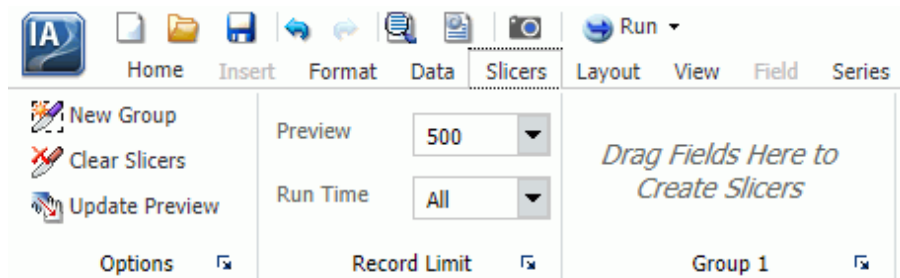 IA
Run
Home Insert Format Data Slicers Layout View Field Series
New Group
Clear Slicers
Update Preview
Options
Preview 500
Run Time All
Record Limit
Drag Fields Here to
Create Slicers
Group 1